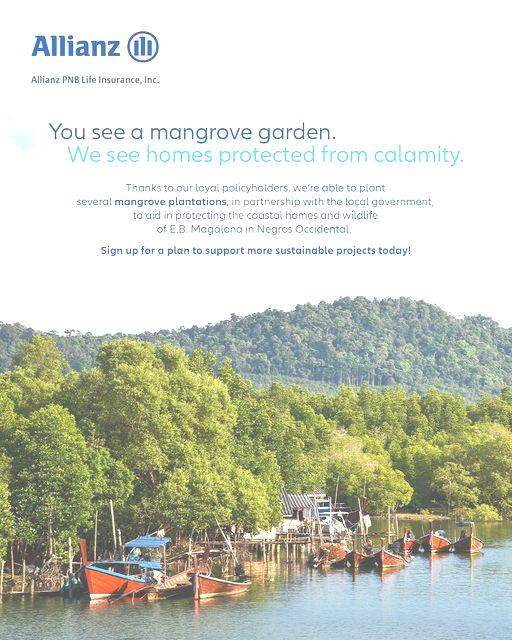 Allianz
Allianz PNB Life Insurance, Inc.
You see a mangrove garden.
We see homes protected from calamity.
Thanks to our loyal policyholders, we're able to plant
several mangrove plantations, in partnership with the local government,
to aid in protecting the coastal homes and wildlife
of E.B. Magalona in Negros Occidental.
Sign up for a plan to support more sustainable projects today!